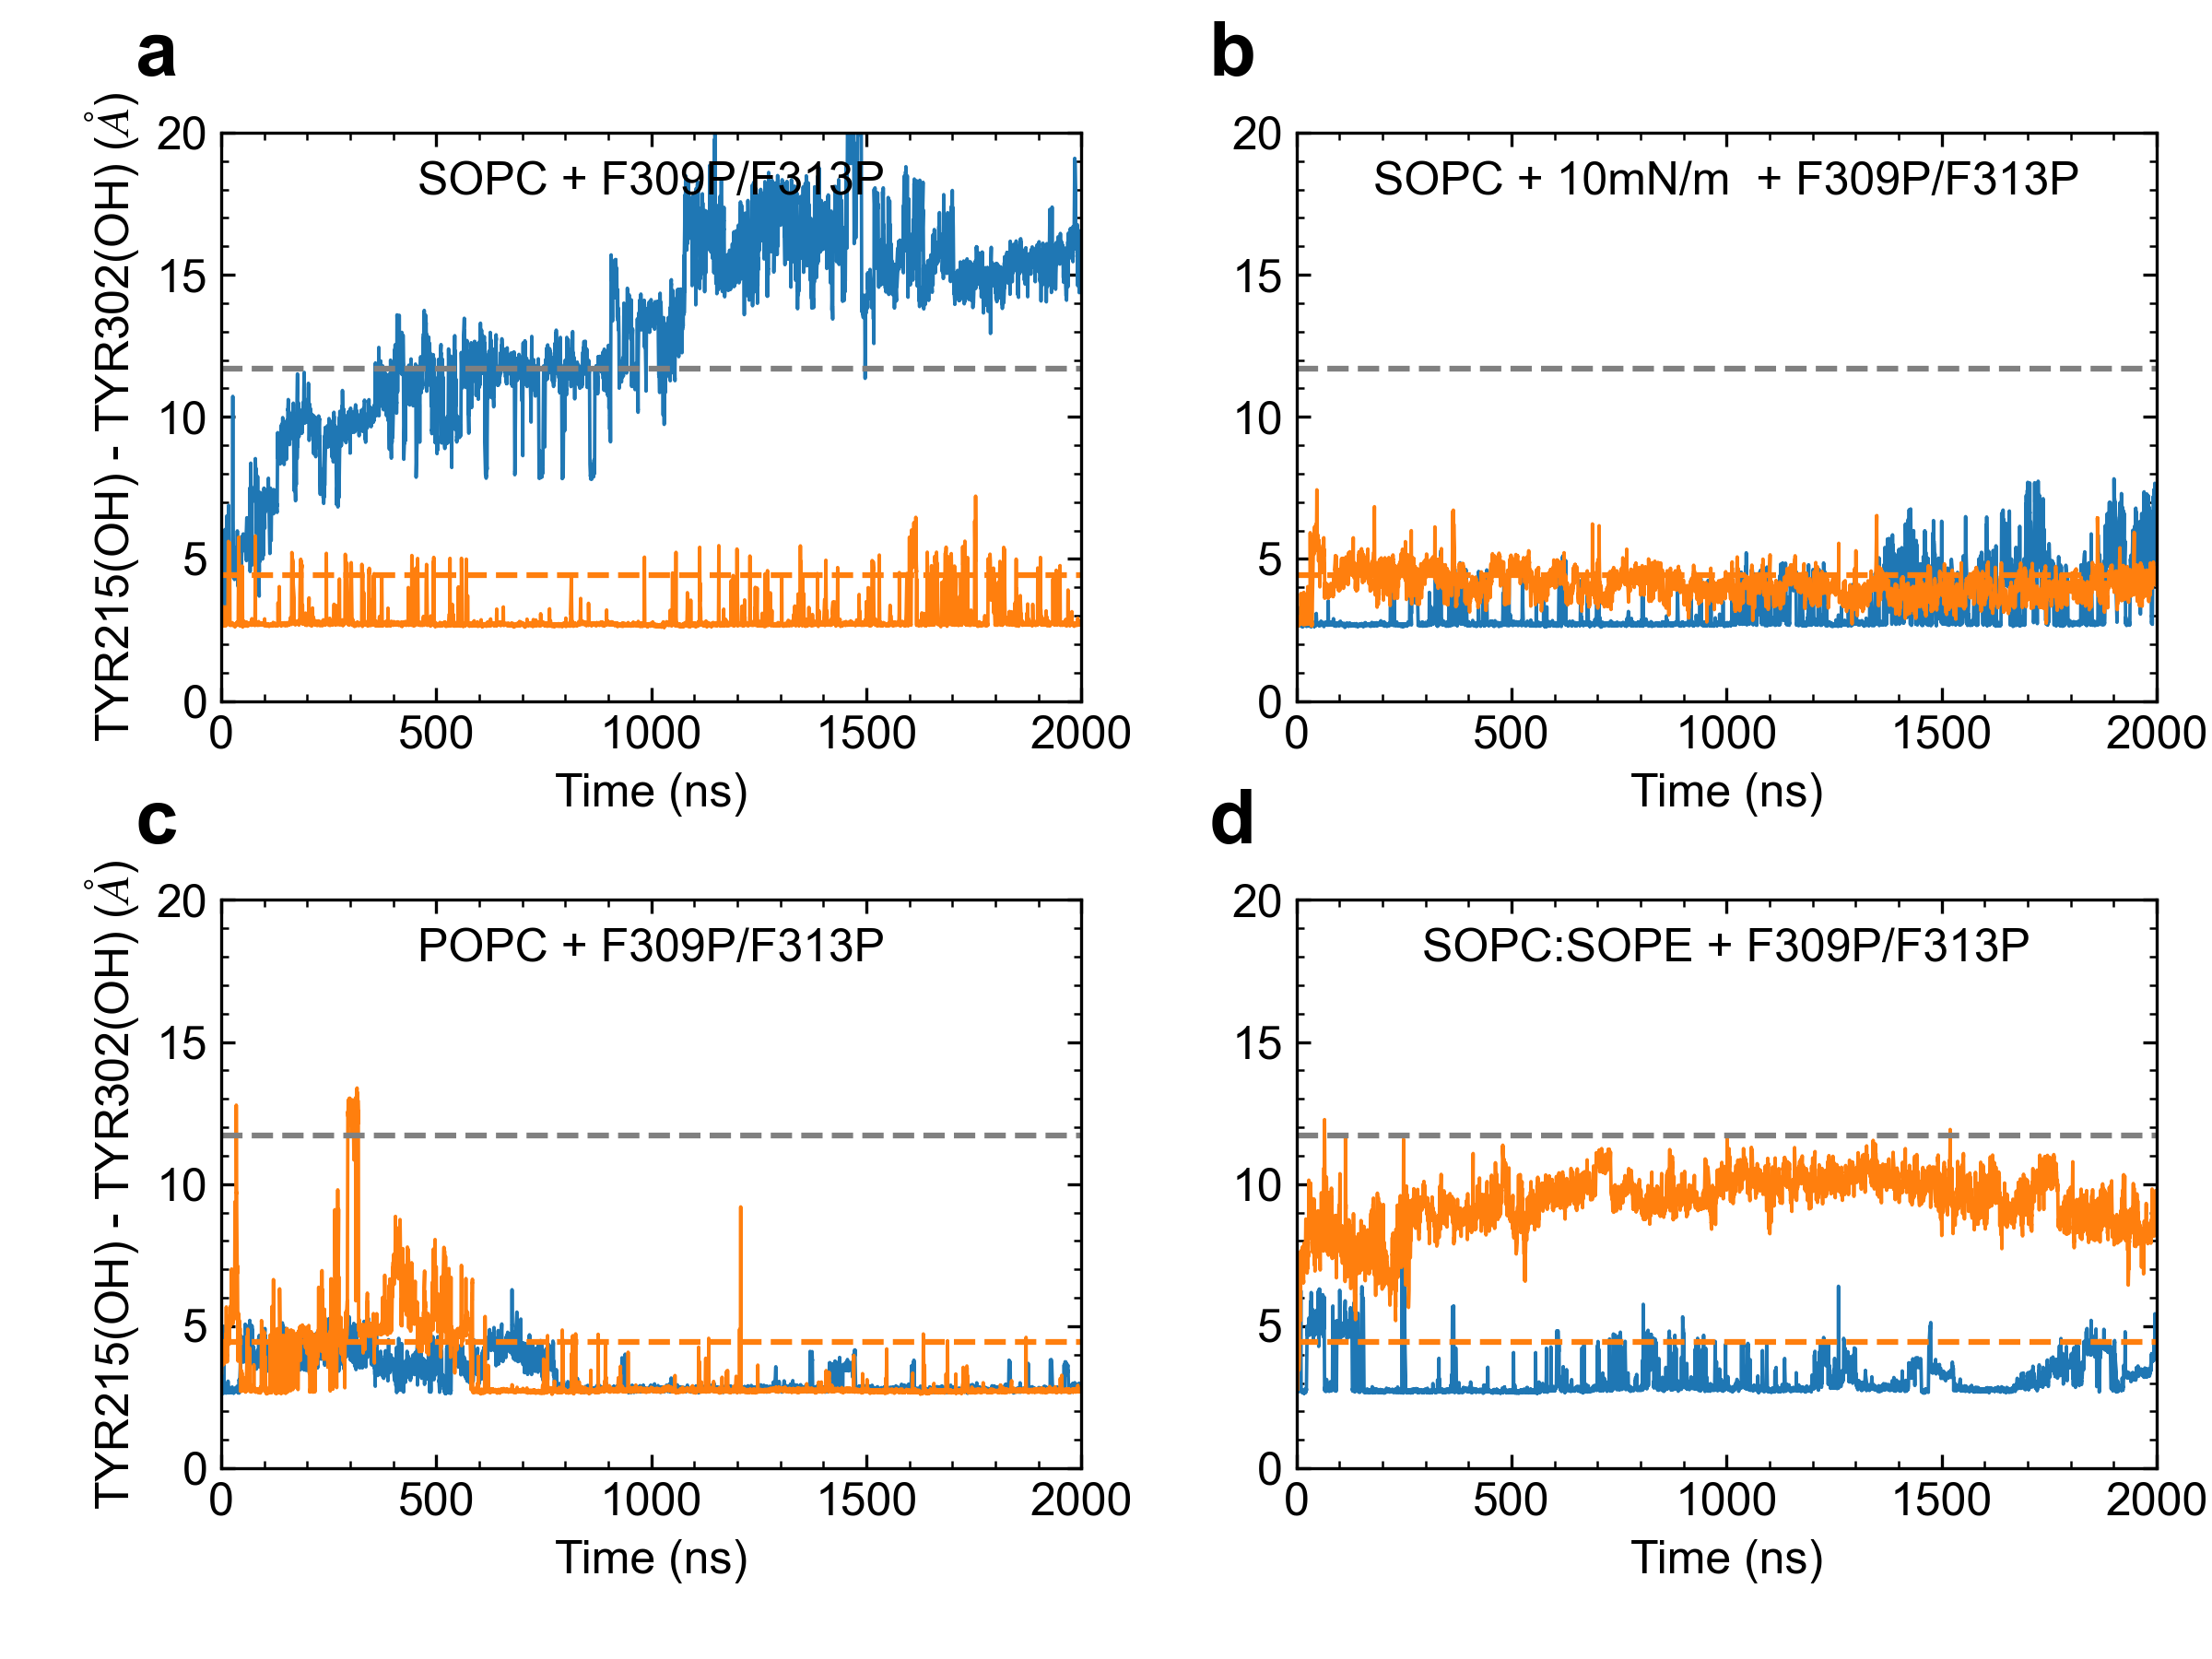 a
b
TYR215(OH) - TYR302(OH) (Å)
SOPC + F309P/F313P
SOPC + 10mN/m + F309P/F313P
20
15
10
5
0
0 500 1000 1500 2000
Time (ns)
20
15
10
5
0
0 500 1000 1500 2000
Time (ns)
c
d
TYR215(OH) - TYR302(OH) (Å)
POPC + F309P/F313P
SOPC:SOPE + F309P/F313P
20
15
10
5
0
0 500 1000 1500 2000
Time (ns)
20
15
10
5
0
0 500 1000 1500 2000
Time (ns)